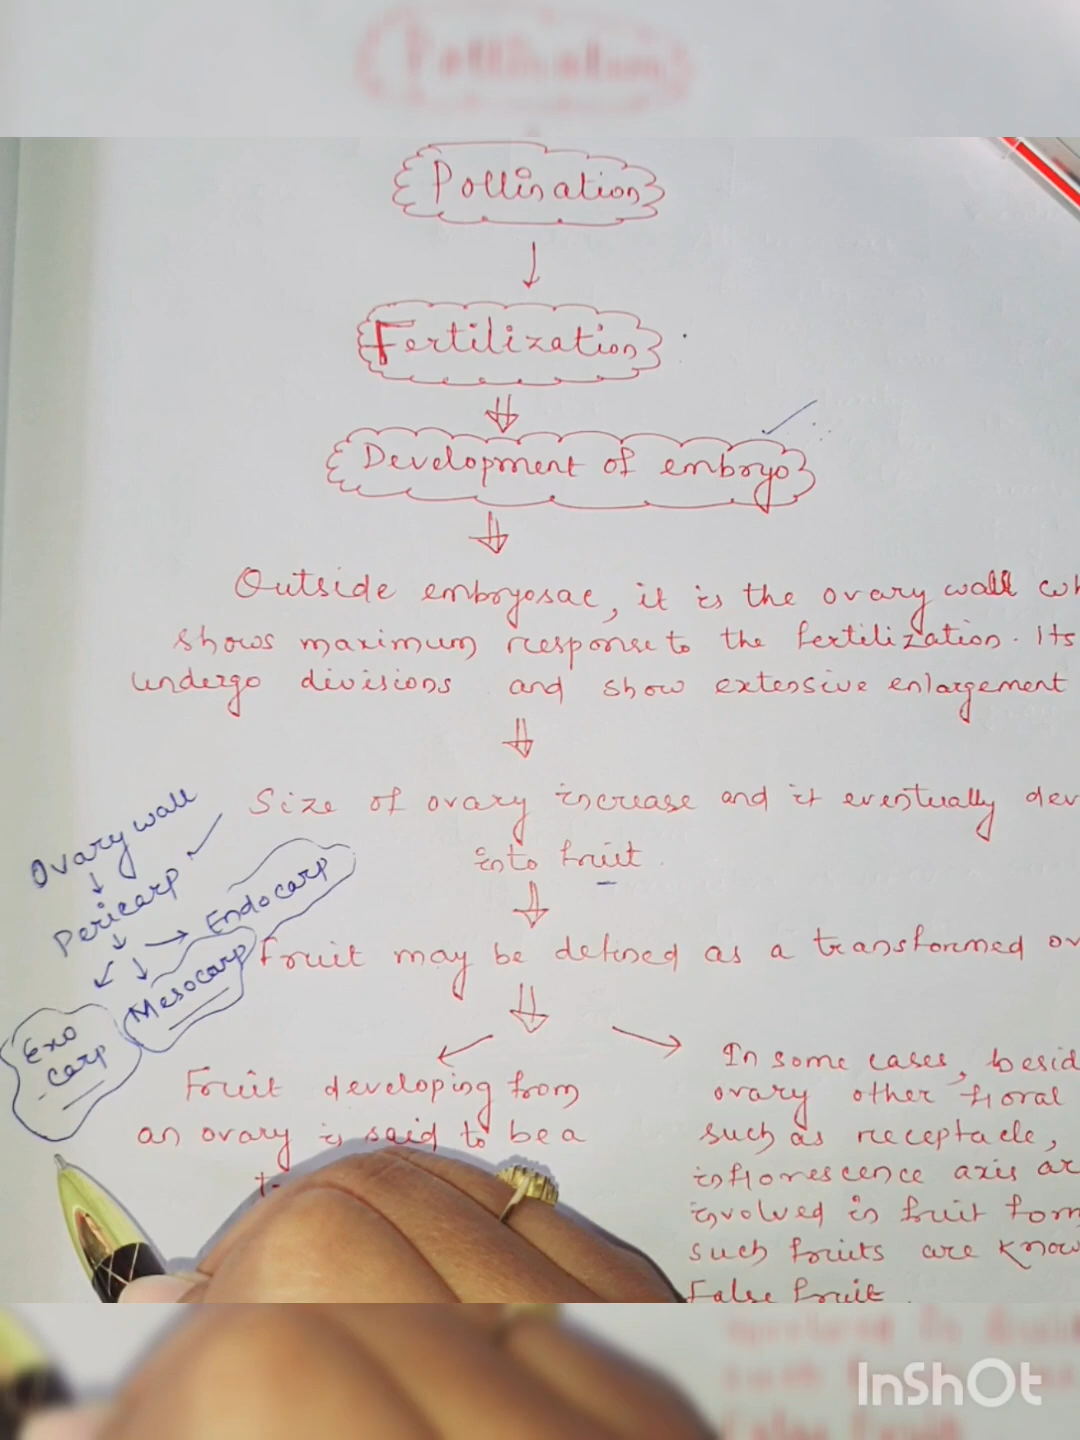 Pollination
Fertilization
Development of embryo
Outside embryosac, it is the ovary wall
shows maximum response to the fertilization. Its
undergo divisions and show extensive enlargement
Size of ovary increase and it eventually
into fruit.
Fruit may be defined as a transformed
Fruit developing from
an ovary is said to be a
In some cases,
ovary other floral
such as receptacle,
inflorescence axis
involved in fruit
such fruits are
False fruit.
Ovary wall
Pericarp
Endocarp
Mesocarp
Exo
carp
InShOt